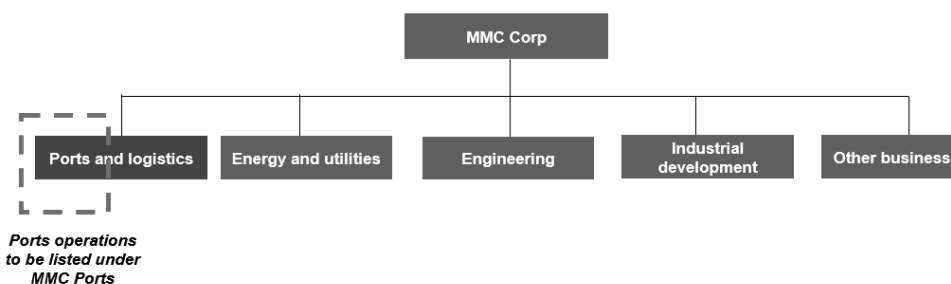 MMC Corp
Ports and logistics
Energy and utilities
Engineering
Industrial
development
Other business
Ports operations
to be listed under
MMC Ports